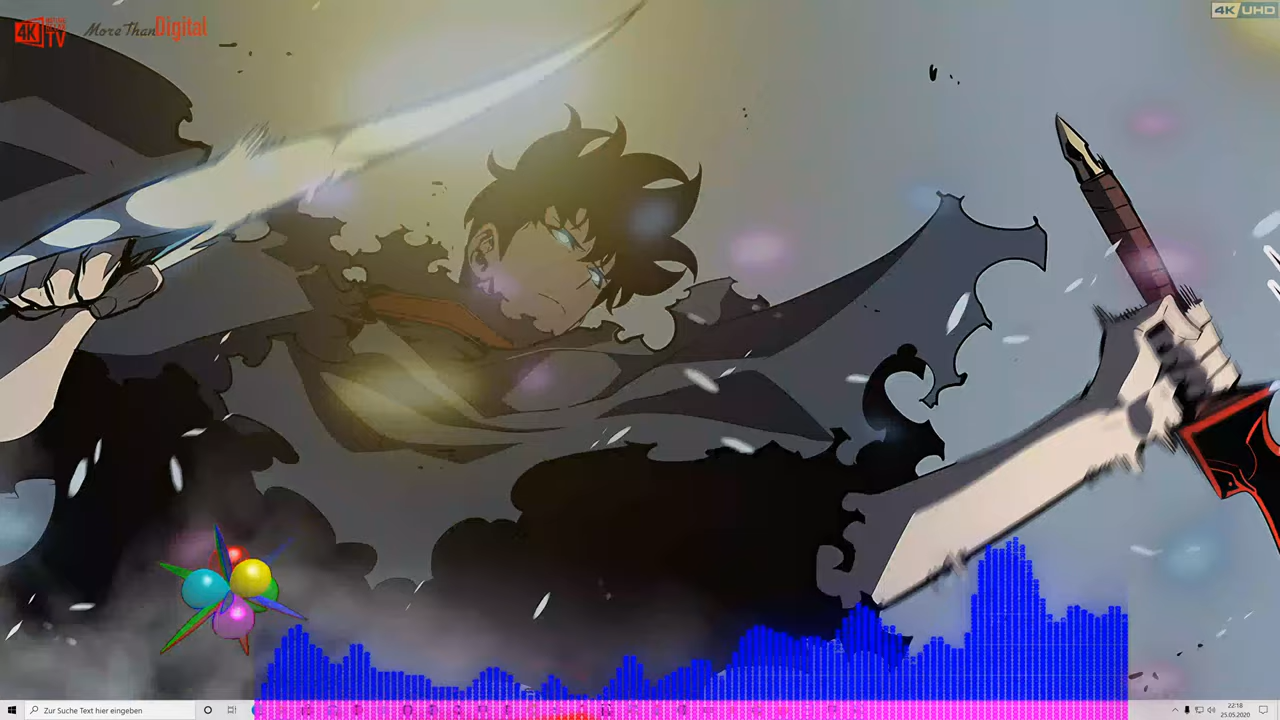 4K
TV
More Than Digital
4K UHD
Zur Suche Text hier eingeben
22:18
25.05.2020